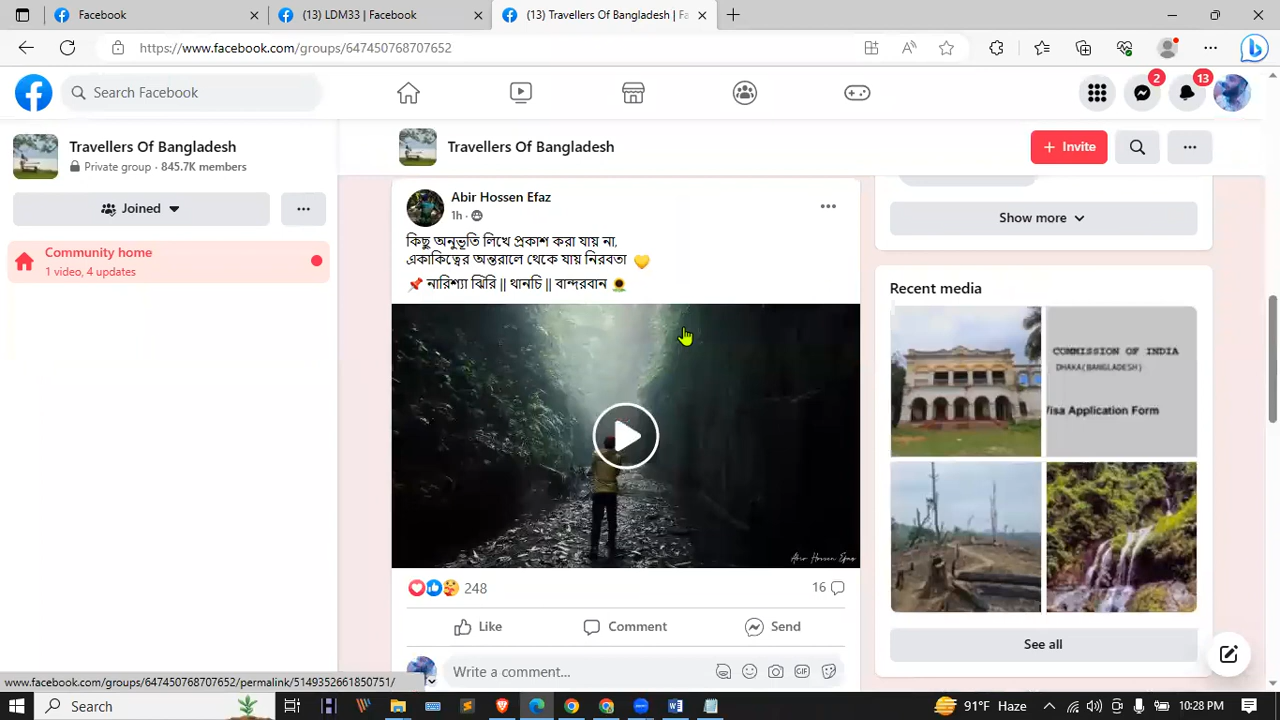 Facebook
(13) LDM33 | Facebook
(13) Travellers Of Bangladesh | Fa
https://www.facebook.com/groups/647450768707652
Search Facebook
2
13
Travellers Of Bangladesh
Private group · 845.7K members
Joined
Community home
1 video, 4 updates
Travellers Of Bangladesh
+ Invite
Abir Hossen Efaz
1h ·
কিছু অনুভূতি লিখে প্রকাশ করা যায় না,
একাকিত্বের অন্তরালে থেকে যায় নিরবতা 💛
📌 নারিশ্যা ঝিরি || থানচি || বান্দরবান 🌻
Abir Hossen Efaz
248
16
Like
Comment
Send
Write a comment...
GIF
Show more
Recent media
COMMISSION OF INDIA
DHAKA(BANGLADESH)
Visa Application Form
See all
www.facebook.com/groups/647450768707652/permalink/5149352661850751/
Search
91°F Haze
10:28 PM